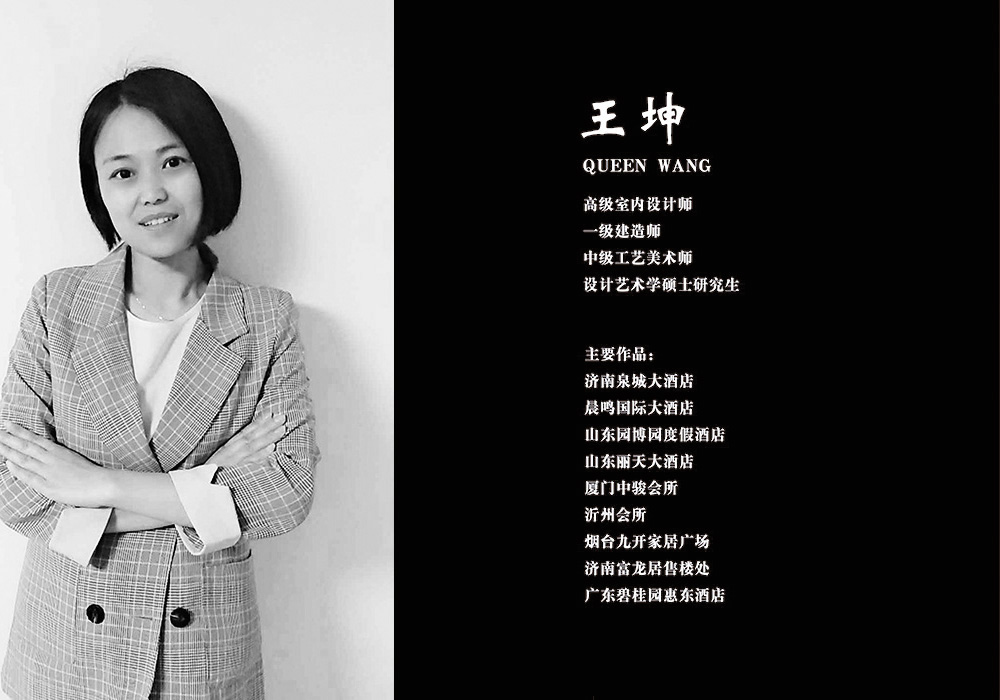 王坤
QUEEN WANG
高级室内设计师
一级建造师
中级工艺美术师
设计艺术学硕士研究生
主要作品：
济南泉城大酒店
晨鸣国际大酒店
山东园博园度假酒店
山东丽天大酒店
厦门中骏会所
沂州会所
烟台九开家居广场
济南富龙居售楼处
广东碧桂园惠东酒店